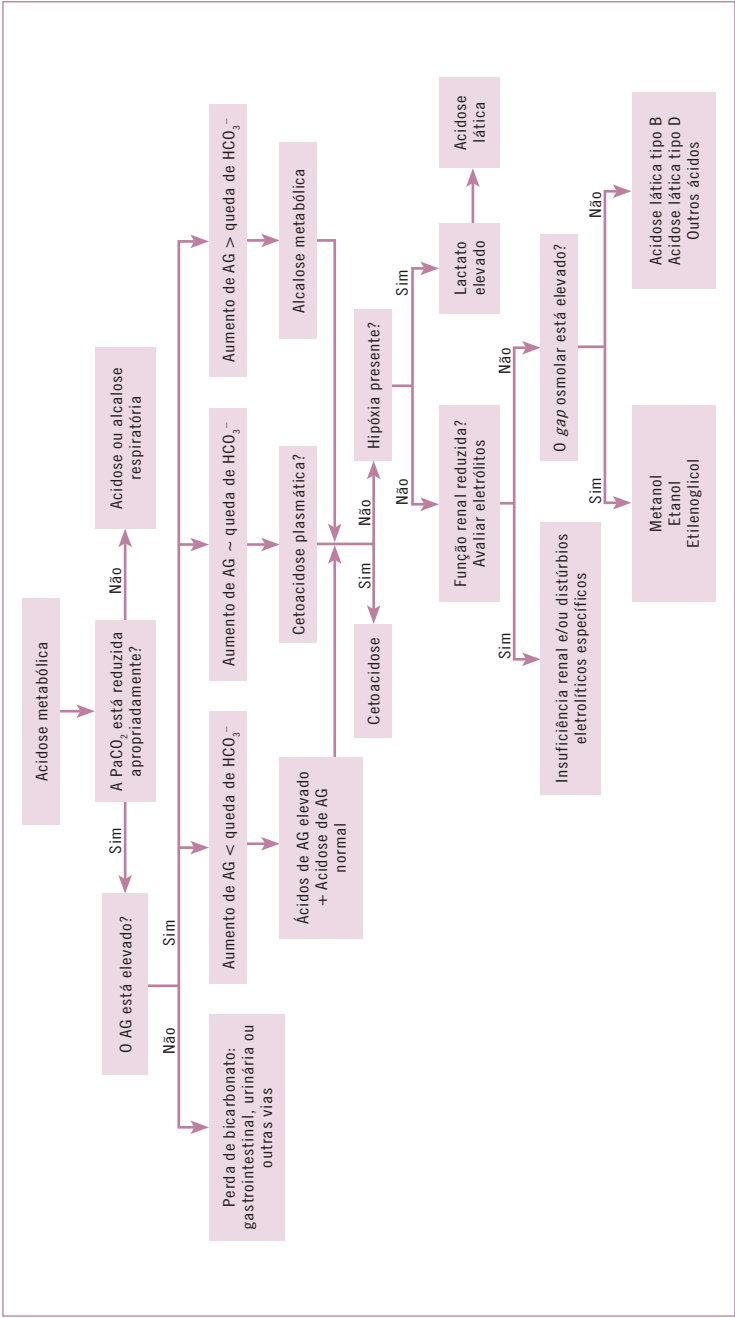 Acidose metabólica
A PaCO₂ está reduzida
apropriadamente?
Sim
Não
O AG está elevado?
Acidose ou alcalose
respiratória
Não
Sim
Perda de bicarbonato:
gastrointestinal, urinária ou
outras vias
Aumento de AG < queda de HCO₃⁻
Aumento de AG ~ queda de HCO₃⁻
Aumento de AG > queda de HCO₃⁻
Ácidos de AG elevado
+ Acidose de AG
normal
Cetoacidose plasmática?
Alcalose metabólica
Sim
Não
Cetoacidose
Hipóxia presente?
Não
Sim
Função renal reduzida?
Avaliar eletrólitos
Lactato
elevado
Acidose
lática
Sim
Não
Insuficiência renal e/ou distúrbios
eletrolíticos específicos
O gap osmolar está elevado?
Sim
Não
Metanol
Etanol
Etilenoglicol
Acidose lática tipo B
Acidose lática tipo D
Outros ácidos